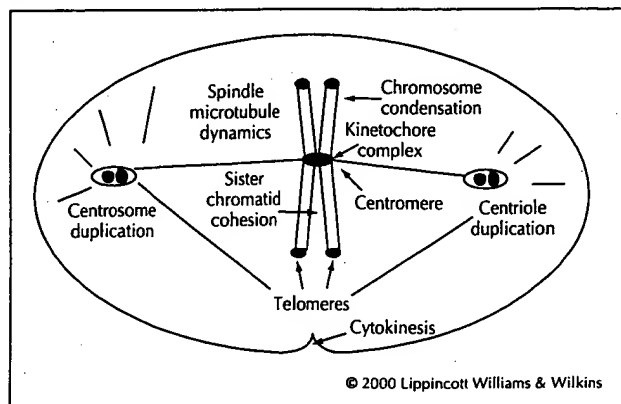 Spindle
microtubule
dynamics
Chromosome
condensation
Kinetochore
complex
Sister
chromatid
cohesion
Centromere
Centrosome
duplication
Centriole
duplication
Telomeres
Cytokinesis
© 2000 Lippincott Williams & Wilkins